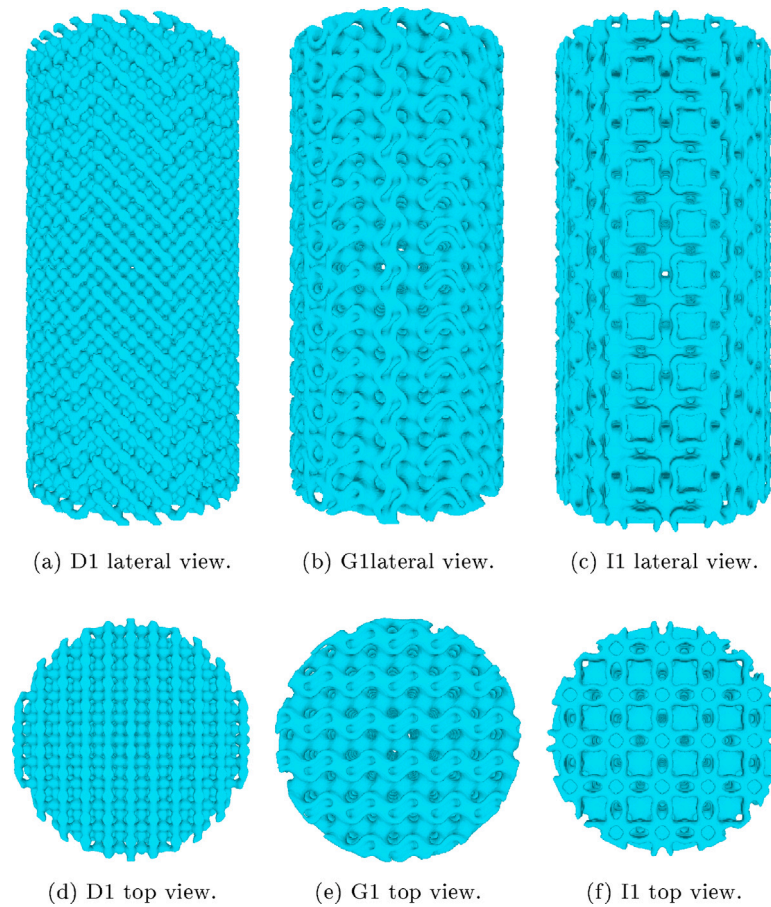 (a) D1 lateral view.
(b) G1lateral view.
(c) I1 lateral view.
(d) D1 top view.
(e) G1 top view.
(f) I1 top view.